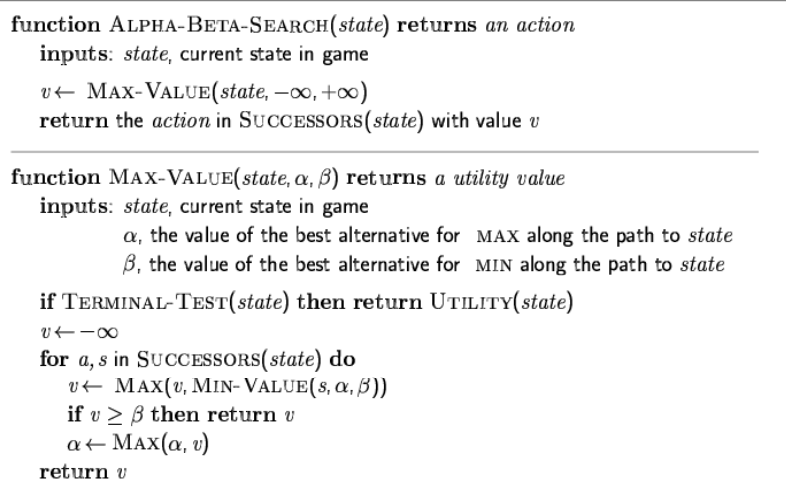 function ALPHA-BETA-SEARCH(state) returns an action
inputs: state, current state in game
v← MAX-VALUE(state, −∞, +∞)
return the action in SUCCESSORS(state) with value v
function MAX-VALUE(state, α, β) returns a utility value
inputs: state, current state in game
α, the value of the best alternative for MAX along the path to state
β, the value of the best alternative for MIN along the path to state
if TERMINAL-TEST(state) then return UTILITY(state)
v←−∞
for a, s in SUCCESSORS(state) do
v← MAX(v, MIN-VALUE(s, α, β))
if v ≥ β then return v
α←MAX(α, v)
return v